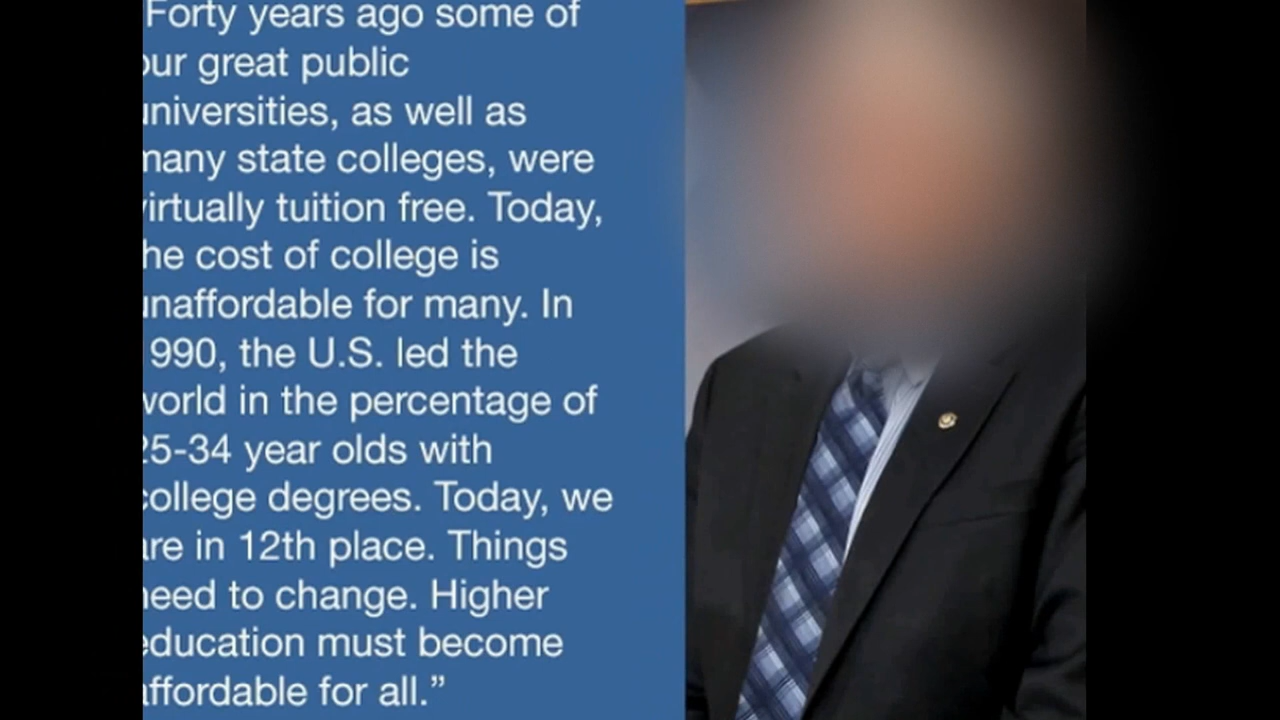 Forty years ago some of
our great public
universities, as well as
many state colleges, were
virtually tuition free. Today,
the cost of college is
unaffordable for many. In
1990, the U.S. led the
world in the percentage of
25-34 year olds with
college degrees. Today, we
are in 12th place. Things
need to change. Higher
education must become
affordable for all.”